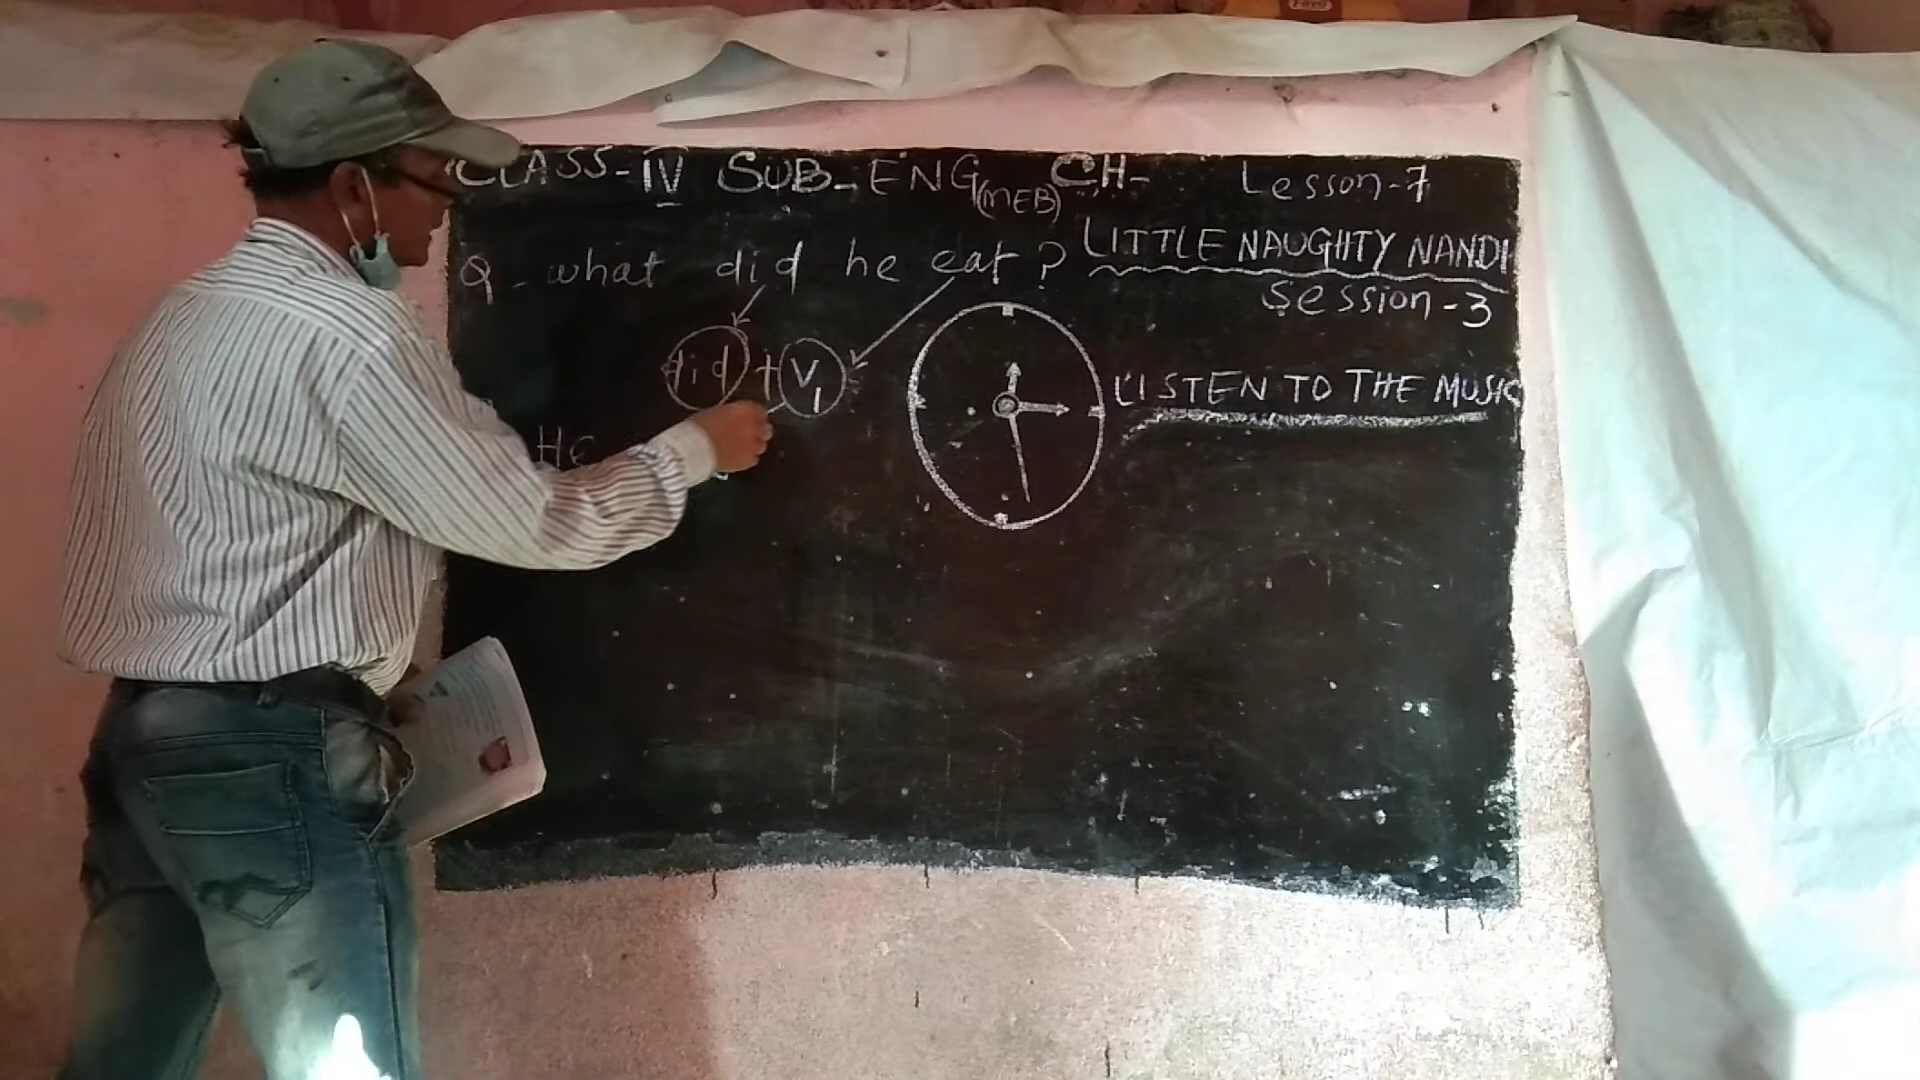 CLASS-IV SUB-ENG(MEB) CH- Lesson-7
LITTLE NAUGHTY NANDI
Session-3
Q-what did he eat?
did + V1
LISTEN TO THE MUSIC
He